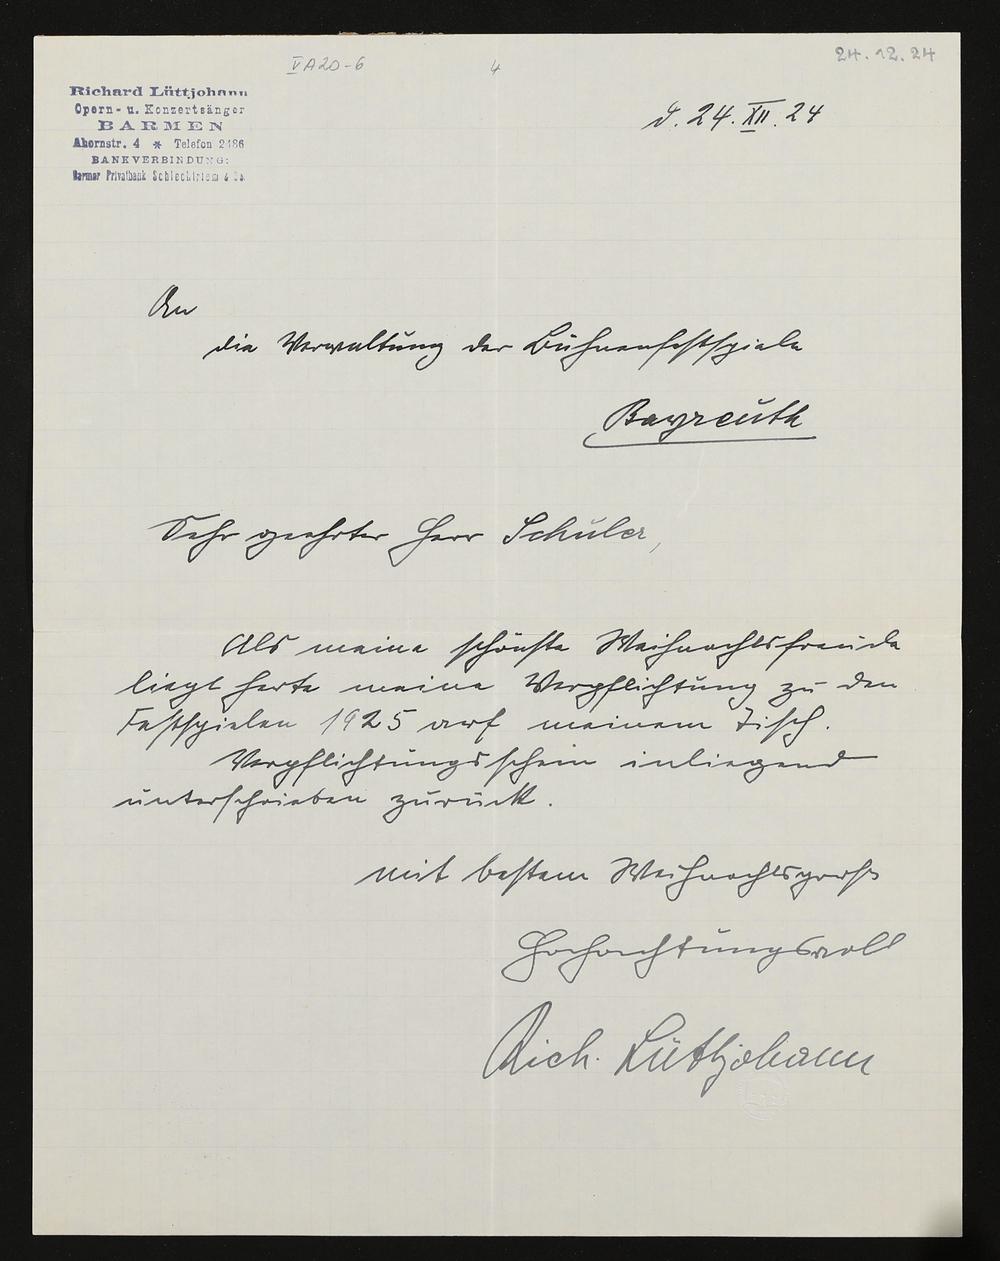 V A 20-6
4
24.12.24
Richard Lüttjohann
Opern- u. Konzertsänger
BARMEN
Ahornstr. 4 * Telefon 2486
BANKVERBINDUNG:
Barmer Privatbank Schlechtriem & Co.
d. 24. XII. 24
An
die Verwaltung der Bühnenfestspiele
Bayreuth
Sehr geehrter Herr Schuler,
Als meine schönste Weihnachtsfreude
liegt heute meine Verpflichtung zu den
Festspielen 1925 auf meinem Tisch.
Verpflichtungsschein inliegend
unterschrieben zurück.
Mit bestem Weihnachtsgruss
Hochachtungsvoll
Rich. Lüttjohann